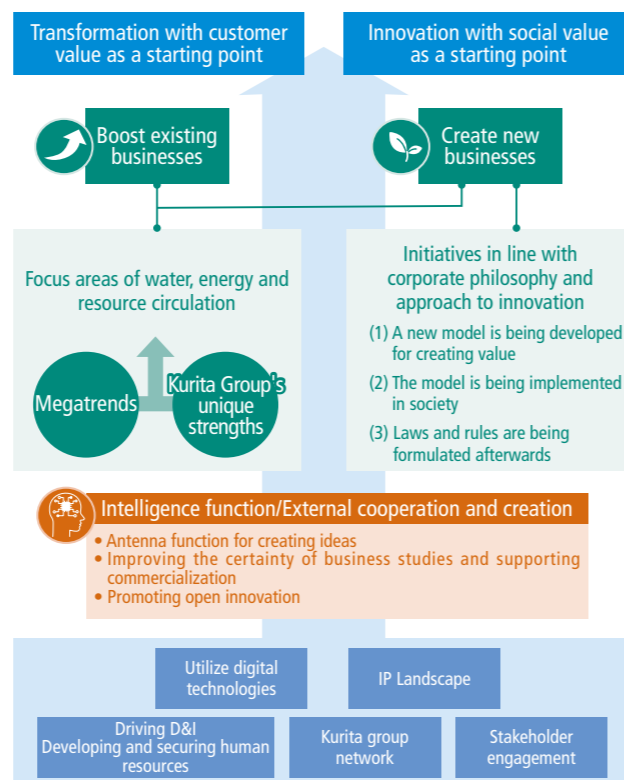 Transformation with customer
value as a starting point
Innovation with social value
as a starting point
Boost existing
businesses
Create new
businesses
Focus areas of water, energy and
resource circulation
Megatrends
Kurita Group's
unique
strengths
Initiatives in line with
corporate philosophy and
approach to innovation
(1) A new model is being developed
for creating value
(2) The model is being implemented
in society
(3) Laws and rules are being
formulated afterwards
Intelligence function/External cooperation and creation
• Antenna function for creating ideas
• Improving the certainty of business studies and supporting
commercialization
• Promoting open innovation
Utilize digital
technologies
IP Landscape
Driving D&I
Developing and securing human
resources
Kurita group
network
Stakeholder
engagement